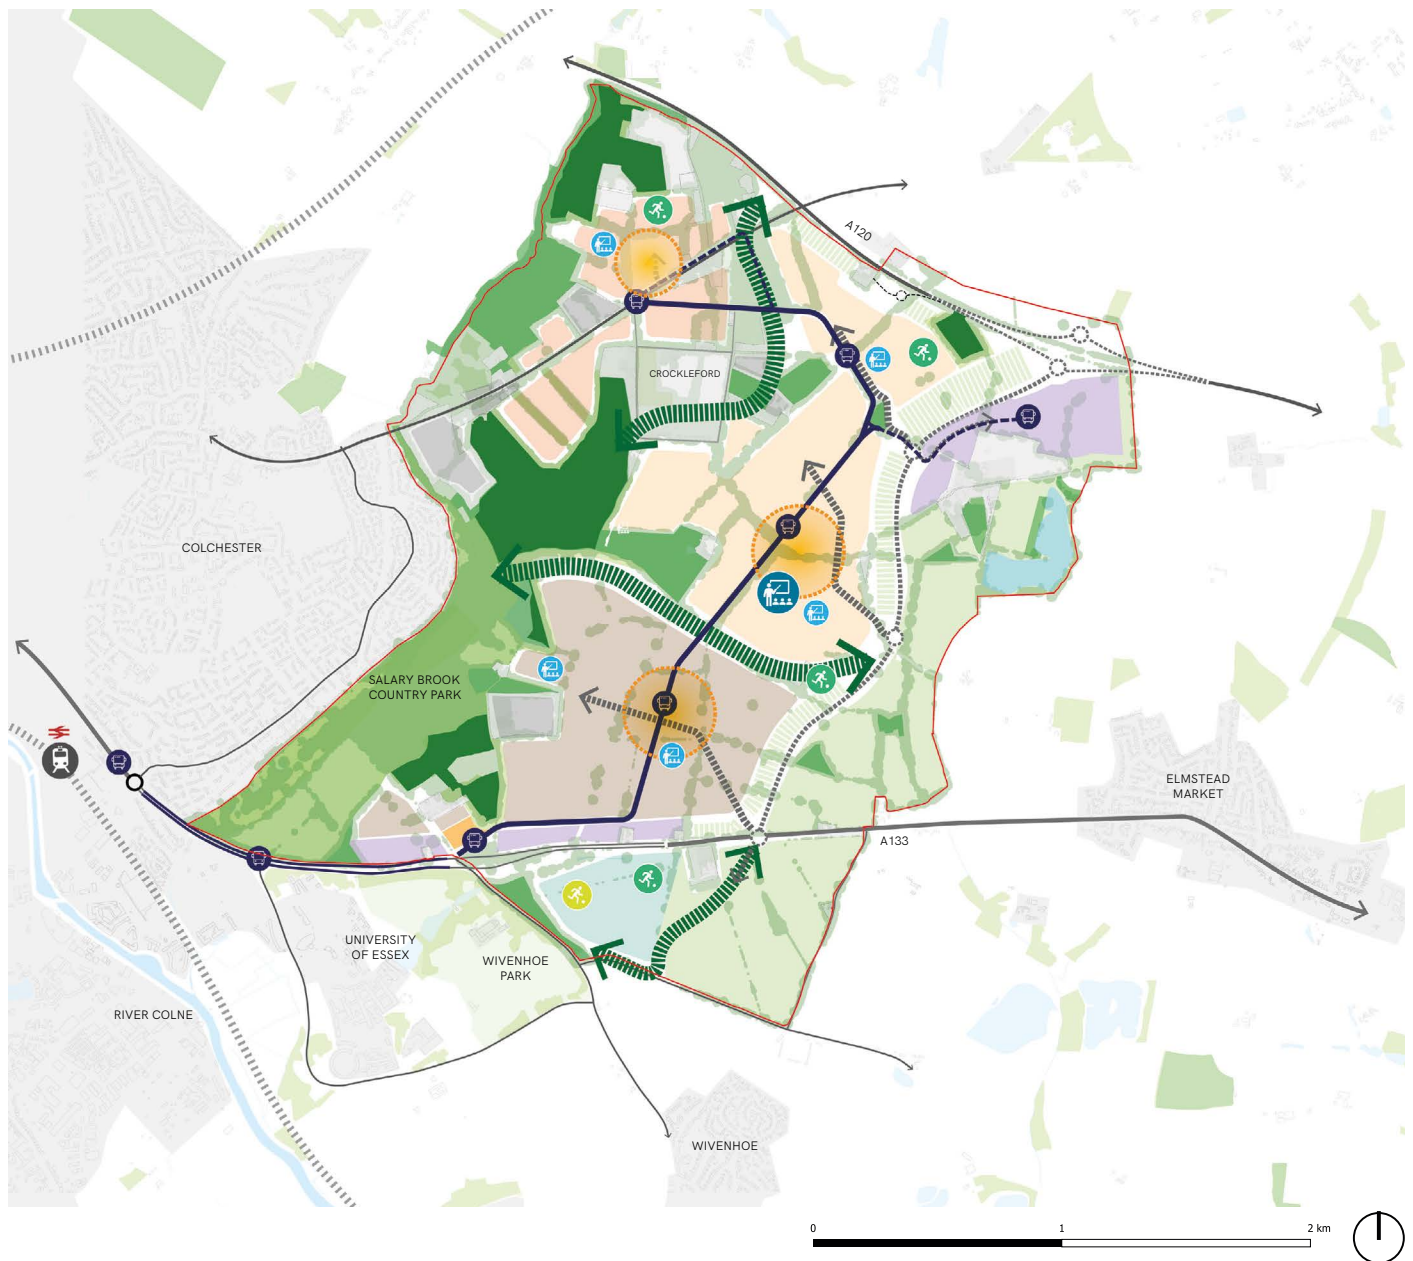 A120
CROCKLEFORD
COLCHESTER
SALARY BROOK
COUNTRY PARK
ELMSTEAD
MARKET
A133
UNIVERSITY
OF ESSEX
WIVENHOE
PARK
RIVER COLNE
WIVENHOE
0 1 2 km